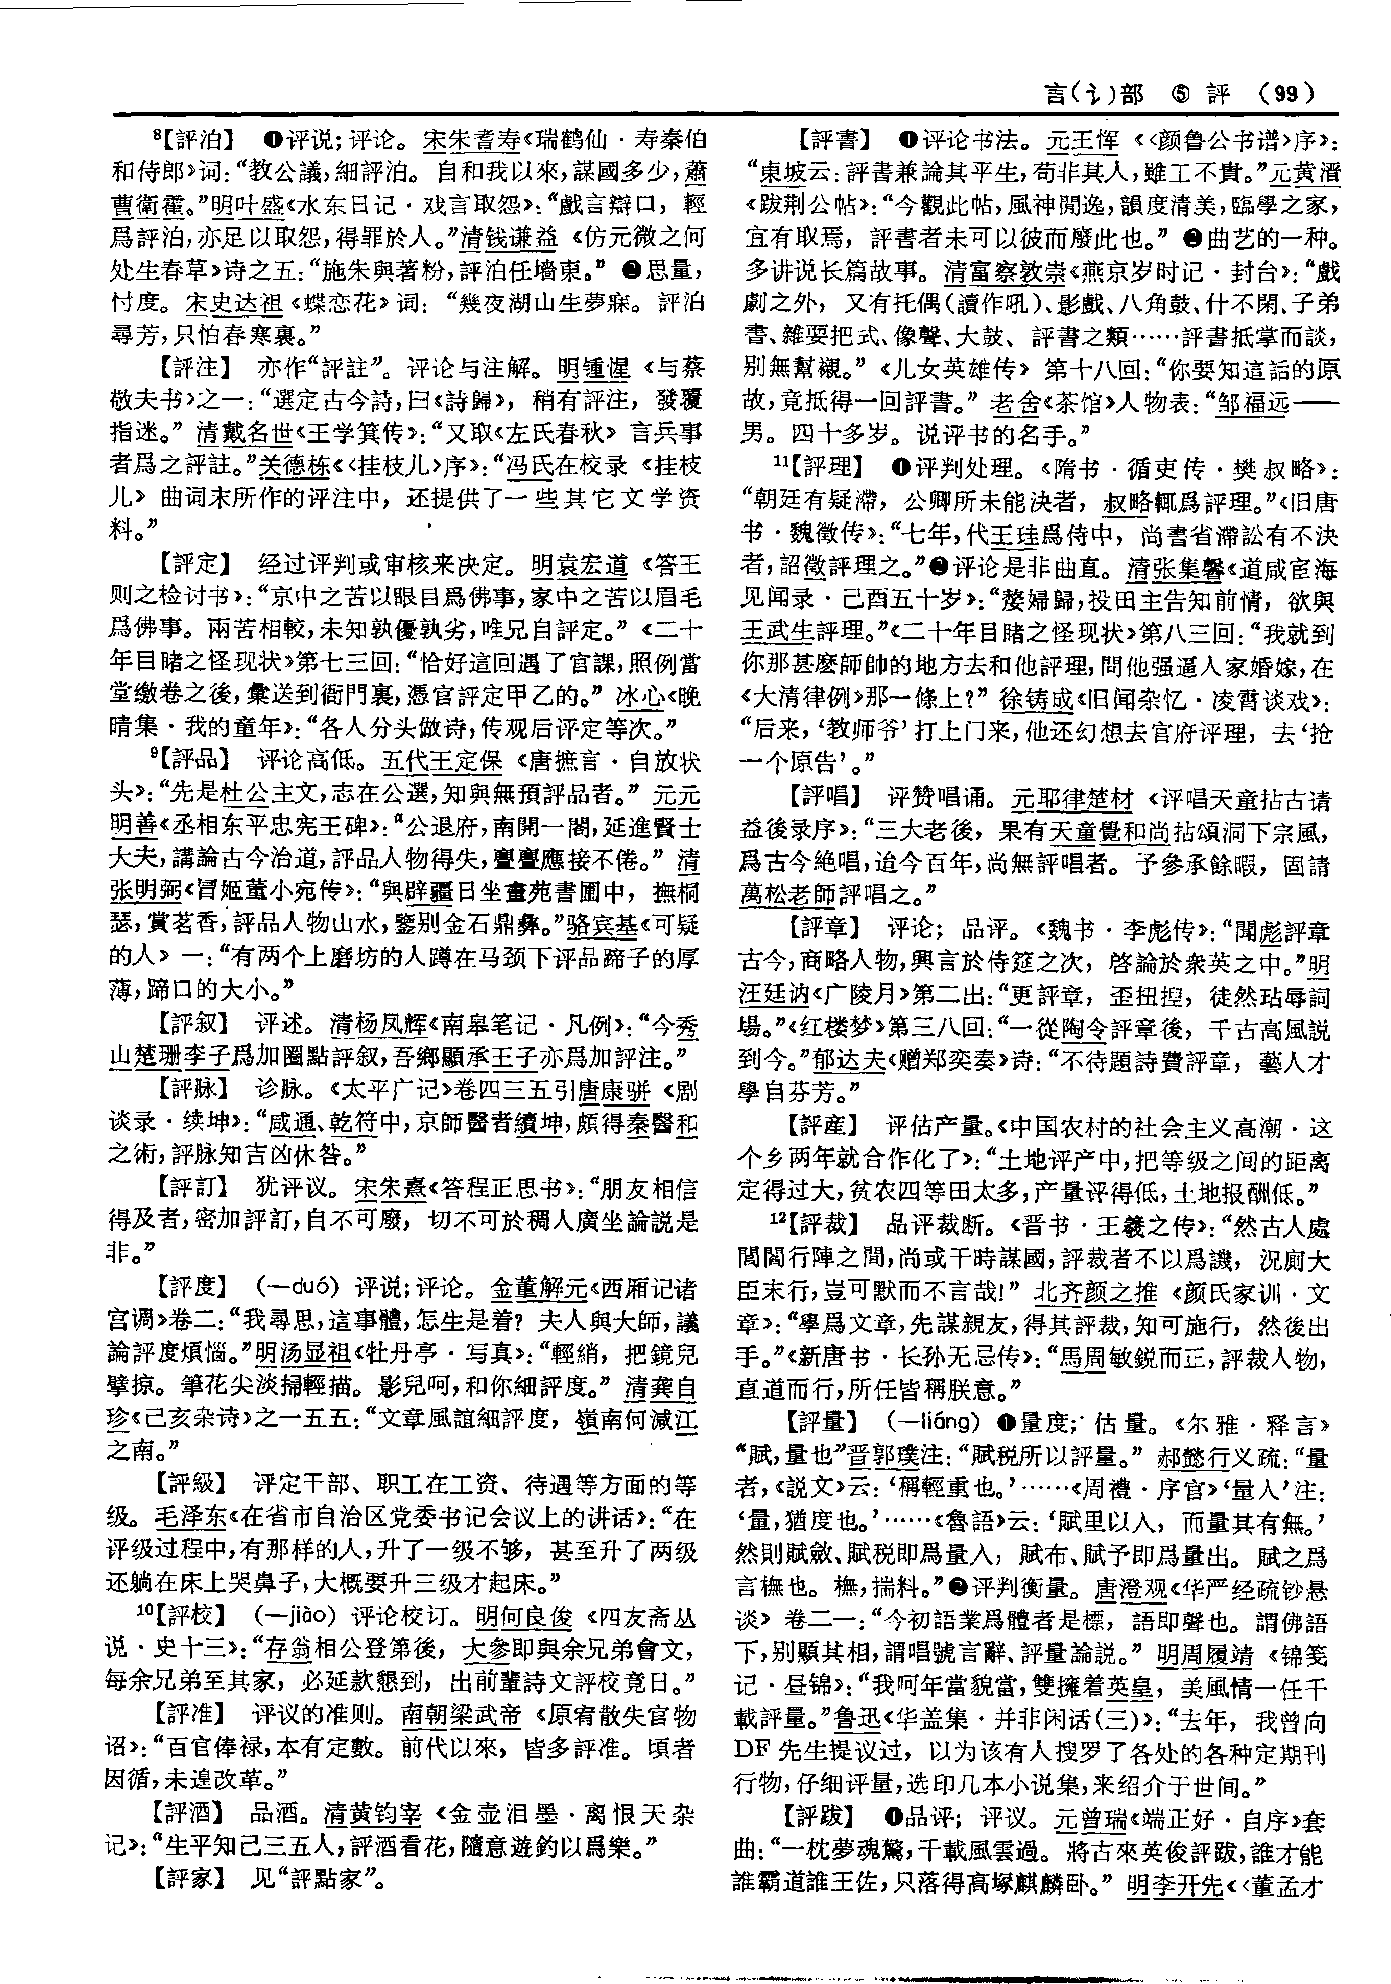 言(讠)部 ⑤ 評 (99)
8【評泊】 ❶评说;评论。宋朱耆寿《瑞鹤仙·寿秦伯
和侍郎》词:“教公議,細評泊。自和我以來,謀國多少,蕭
曹衛霍。”明叶盛《水东日记·戏言取怨》:“戲言辯口,輕
爲評泊,亦足以取怨,得罪於人。”清钱谦益《仿元微之何
处生春草》诗之五:“施朱與著粉,評泊任墻東。” ❷思量,
忖度。宋史达祖《蝶恋花》词:“幾夜湖山生夢寐。評泊
尋芳,只怕春寒裏。”
【評注】 亦作“評註”。评论与注解。明锺惺《与蔡
敬夫书》之一:“選定古今詩,曰《詩歸》,稍有評注,發覆
指迷。”清戴名世《王学箕传》:“又取《左氏春秋》言兵事
者爲之評註。”关德栋《〈挂枝儿〉序》:“冯氏在校录《挂枝
儿》曲词末所作的评注中,还提供了一些其它文学资
料。”
【評定】 经过评判或审核来决定。明袁宏道《答王
则之检讨书》:“京中之苦以眼目爲佛事,家中之苦以眉毛
爲佛事。兩苦相較,未知孰優孰劣,唯兄自評定。”《二十
年目睹之怪现状》第七三回:“恰好這回遇了官課,照例當
堂缴卷之後,彙送到衙門裏,憑官評定甲乙的。”冰心《晚
晴集·我的童年》:“各人分头做诗,传观后评定等次。”
9【評品】 评论高低。五代王定保《唐摭言·自放状
头》:“先是杜公主文,志在公選,知與無預評品者。”元元
明善《丞相东平忠宪王碑》:“公退府,南開一閤,延進賢士
大夫,講論古今治道,評品人物得失,亹亹應接不倦。”清
张明弼《冒姬董小宛传》:“與辟疆日坐畫苑書圃中,撫桐
瑟,賞茗香,評品人物山水,鑒别金石鼎彝。”骆宾基《可疑
的人》一:“有两个上磨坊的人蹲在马颈下评品蹄子的厚
薄,蹄口的大小。”
【評叙】 评述。清杨凤辉《南皋笔记·凡例》:“今秀
山楚珊李子爲加圈點評叙,吾鄉顯承王子亦爲加評注。”
【評脉】 诊脉。《太平广记》卷四三五引唐康骈《剧
谈录·续坤》:“咸通、乾符中,京師醫者續坤,頗得秦醫和
之術,評脉知吉凶休咎。”
【評訂】 犹评议。宋朱熹《答程正思书》:“朋友相信
得及者,密加評訂,自不可廢,切不可於稠人廣坐論説是
非。”
【評度】 (—duó) 评说;评论。金董解元《西厢记诸
宫调》卷二:“我尋思,這事體,怎生是着?夫人與大師,議
論評度煩惱。”明汤显祖《牡丹亭·写真》:“輕綃,把鏡兒
擘掠。筆花尖淡掃輕描。影兒呵,和你細評度。”清龚自
珍《己亥杂诗》之一五五:“文章風誼細評度,嶺南何減江
之南。”
【評級】 评定干部、职工在工资、待遇等方面的等
级。毛泽东《在省市自治区党委书记会议上的讲话》:“在
评级过程中,有那样的人,升了一级不够,甚至升了两级
还躺在床上哭鼻子,大概要升三级才起床。”
10【評校】 (—jiào) 评论校订。明何良俊《四友斋丛
说·史十三》:“存翁相公登第後,大参即與余兄弟會文,
每余兄弟至其家,必延款懇到,出前輩詩文評校竟日。”
【評准】 评议的准则。南朝梁武帝《原宥散失官物
诏》:“百官俸禄,本有定數。前代以來,皆多評准。頃者
因循,未遑改革。”
【評酒】 品酒。清黄钧宰《金壶泪墨·离恨天杂
记》:“生平知己三五人,評酒看花,隨意遊釣以爲樂。”
【評家】 见“評點家”。
【評書】 ❶评论书法。元王恽《〈颜鲁公书谱〉序》:
“東坡云:評書兼論其平生,苟非其人,雖工不貴。”元黄溍
《跋荆公帖》:“今觀此帖,風神閒逸,韻度清美,臨學之家,
宜有取焉,評書者未可以彼而廢此也。” ❷曲艺的一种。
多讲说长篇故事。清富察敦崇《燕京岁时记·封台》:“戲
劇之外,又有托偶(讀作吼)、影戲、八角鼓、什不閑、子弟
書、雜耍把式、像聲、大鼓、評書之類……評書抵掌而談,
别無幫襯。”《儿女英雄传》第十八回:“你要知這話的原
故,竟抵得一回評書。”老舍《茶馆》人物表:“邹福远——
男。四十多岁。说评书的名手。”
11【評理】 ❶评判处理。《隋书·循吏传·樊叔略》:
“朝廷有疑滯,公卿所未能決者,叔略輒爲評理。”《旧唐
书·魏徵传》:“七年,代王珪爲侍中,尚書省滯訟有不決
者,詔徵評理之。”❷评论是非曲直。清张集馨《道咸宦海
见闻录·己酉五十岁》:“嫠婦歸,投田主告知前情,欲與
王武生評理。”《二十年目睹之怪现状》第八三回:“我就到
你那甚麽師帥的地方去和他評理,問他强逼人家婚嫁,在
《大清律例》那一條上?”徐铸成《旧闻杂忆·凌霄谈戏》:
“后来,‘教师爷’打上门来,他还幻想去官府评理,去‘抢
一个原告’。”
【評唱】 评赞唱诵。元耶律楚材《评唱天童拈古请
益後录序》:“三大老後,果有天童覺和尚拈頌洞下宗風,
爲古今絶唱,迨今百年,尚無評唱者。予參承餘暇,固請
萬松老師評唱之。”
【評章】 评论;品评。《魏书·李彪传》:“聞彪評章
古今,商略人物,興言於侍筵之次,啓論於衆英之中。”明
汪廷讷《广陵月》第二出:“更評章,歪扭揑,徒然玷辱詞
場。”《红楼梦》第三八回:“一從陶令評章後,千古高風説
到今。”郁达夫《赠郑奕奏》诗:“不待題詩費評章,藝人才
學自芬芳。”
【評産】 评估产量。《中国农村的社会主义高潮·这
个乡两年就合作化了》:“土地评产中,把等级之间的距离
定得过大,贫农四等田太多,产量评得低,土地报酬低。”
12【評裁】 品评裁断。《晋书·王羲之传》:“然古人處
閭閻行陣之間,尚或干時謀國,評裁者不以爲譏,況廁大
臣末行,豈可默而不言哉!”北齐颜之推《颜氏家训·文
章》:“學爲文章,先謀親友,得其評裁,知可施行,然後出
手。”《新唐书·长孙无忌传》:“馬周敏鋭而正,評裁人物,
直道而行,所任皆稱朕意。”
【評量】 (—liáng) ❶量度;估量。《尔雅·释言》
“賦,量也”晋郭璞注:“賦税所以評量。”郝懿行义疏:“量
者,《説文》云:‘稱輕重也。’……《周禮·序官》‘量人’注:
‘量,猶度也。’……《魯語》云:‘賦里以入,而量其有無。’
然則賦斂、賦税即爲量入,賦布、賦予即爲量出。賦之爲
言橅也。橅,揣料。”❷评判衡量。唐澄观《华严经疏钞悬
谈》卷二一:“今初語業爲體者是標,語即聲也。謂佛語
下,别顯其相,謂唱號言辭、評量論説。”明周履靖《锦笺
记·昼锦》:“我呵年當貌當,雙擁着英皇,美風情一任千
載評量。”鲁迅《华盖集·并非闲话(三)》:“去年,我曾向
DF先生提议过,以为该有人搜罗了各处的各种定期刊
行物,仔细评量,选印几本小说集,来绍介于世间。”
【評跋】 ❶品评;评议。元曾瑞《端正好·自序》套
曲:“一枕夢魂驚,千載風雲過。將古來英俊評跋,誰才能
誰霸道誰王佐,只落得高塚麒麟卧。”明李开先《〈董孟才